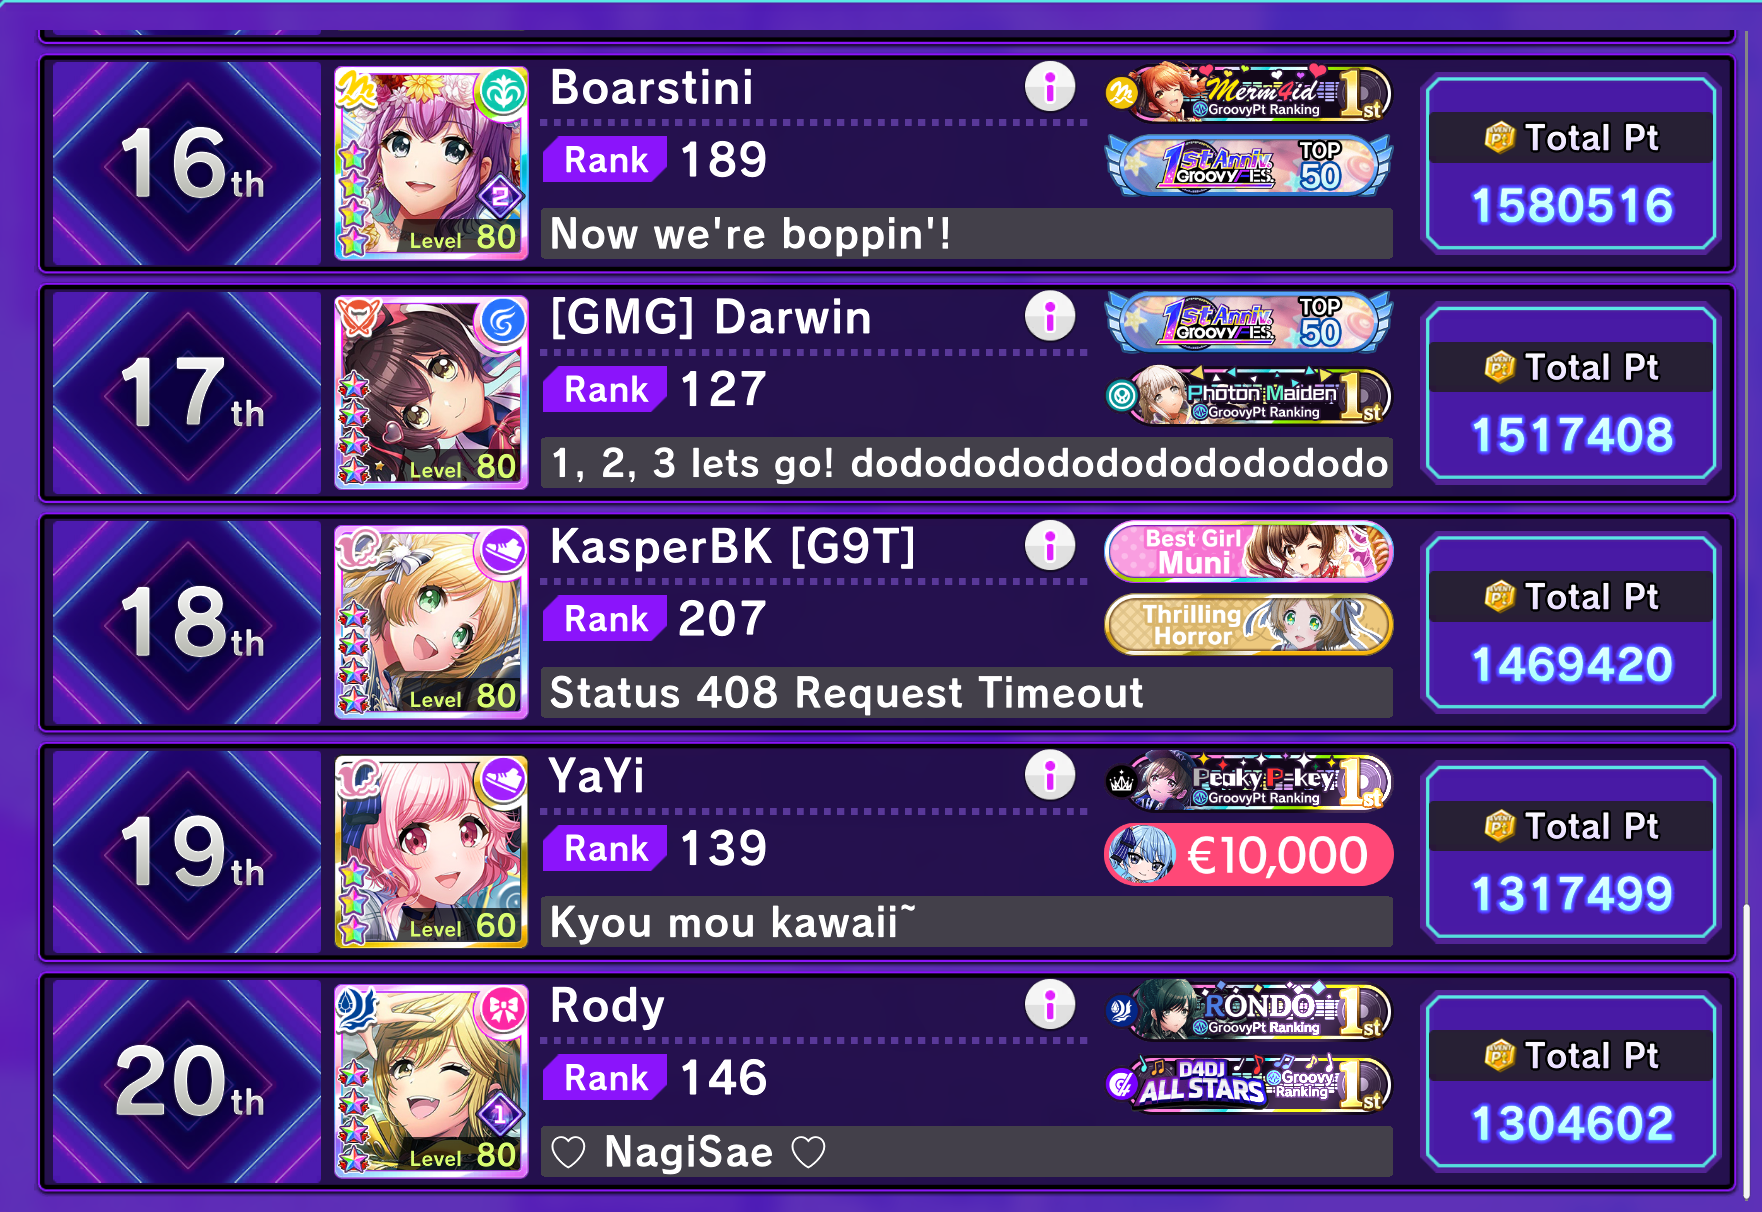 16th
Boarstini
Rank 189
Now we're boppin'!
Level 80
2
Merm4id
GroovyPt Ranking
1st
1st Anniv.
GROOVYFES.
TOP
50
Total Pt
1580516
17th
[GMG] Darwin
Rank 127
1, 2, 3 lets go! dodododododododododododo
Level 80
1st Anniv.
GROOVYFES.
TOP
50
Photon Maiden
GroovyPt Ranking
1st
Total Pt
1517408
18th
KasperBK [G9T]
Rank 207
Status 408 Request Timeout
Level 80
Best Girl
Muni
Thrilling
Horror
Total Pt
1469420
19th
YaYi
Rank 139
Kyou mou kawaii~
Level 60
Peaky P-key
GroovyPt Ranking
1st
€10,000
Total Pt
1317499
20th
Rody
Rank 146
♡ NagiSae ♡
Level 80
1
RONDO
GroovyPt Ranking
1st
D4DJ
ALL STARS
Groovy
Ranking
1st
Total Pt
1304602